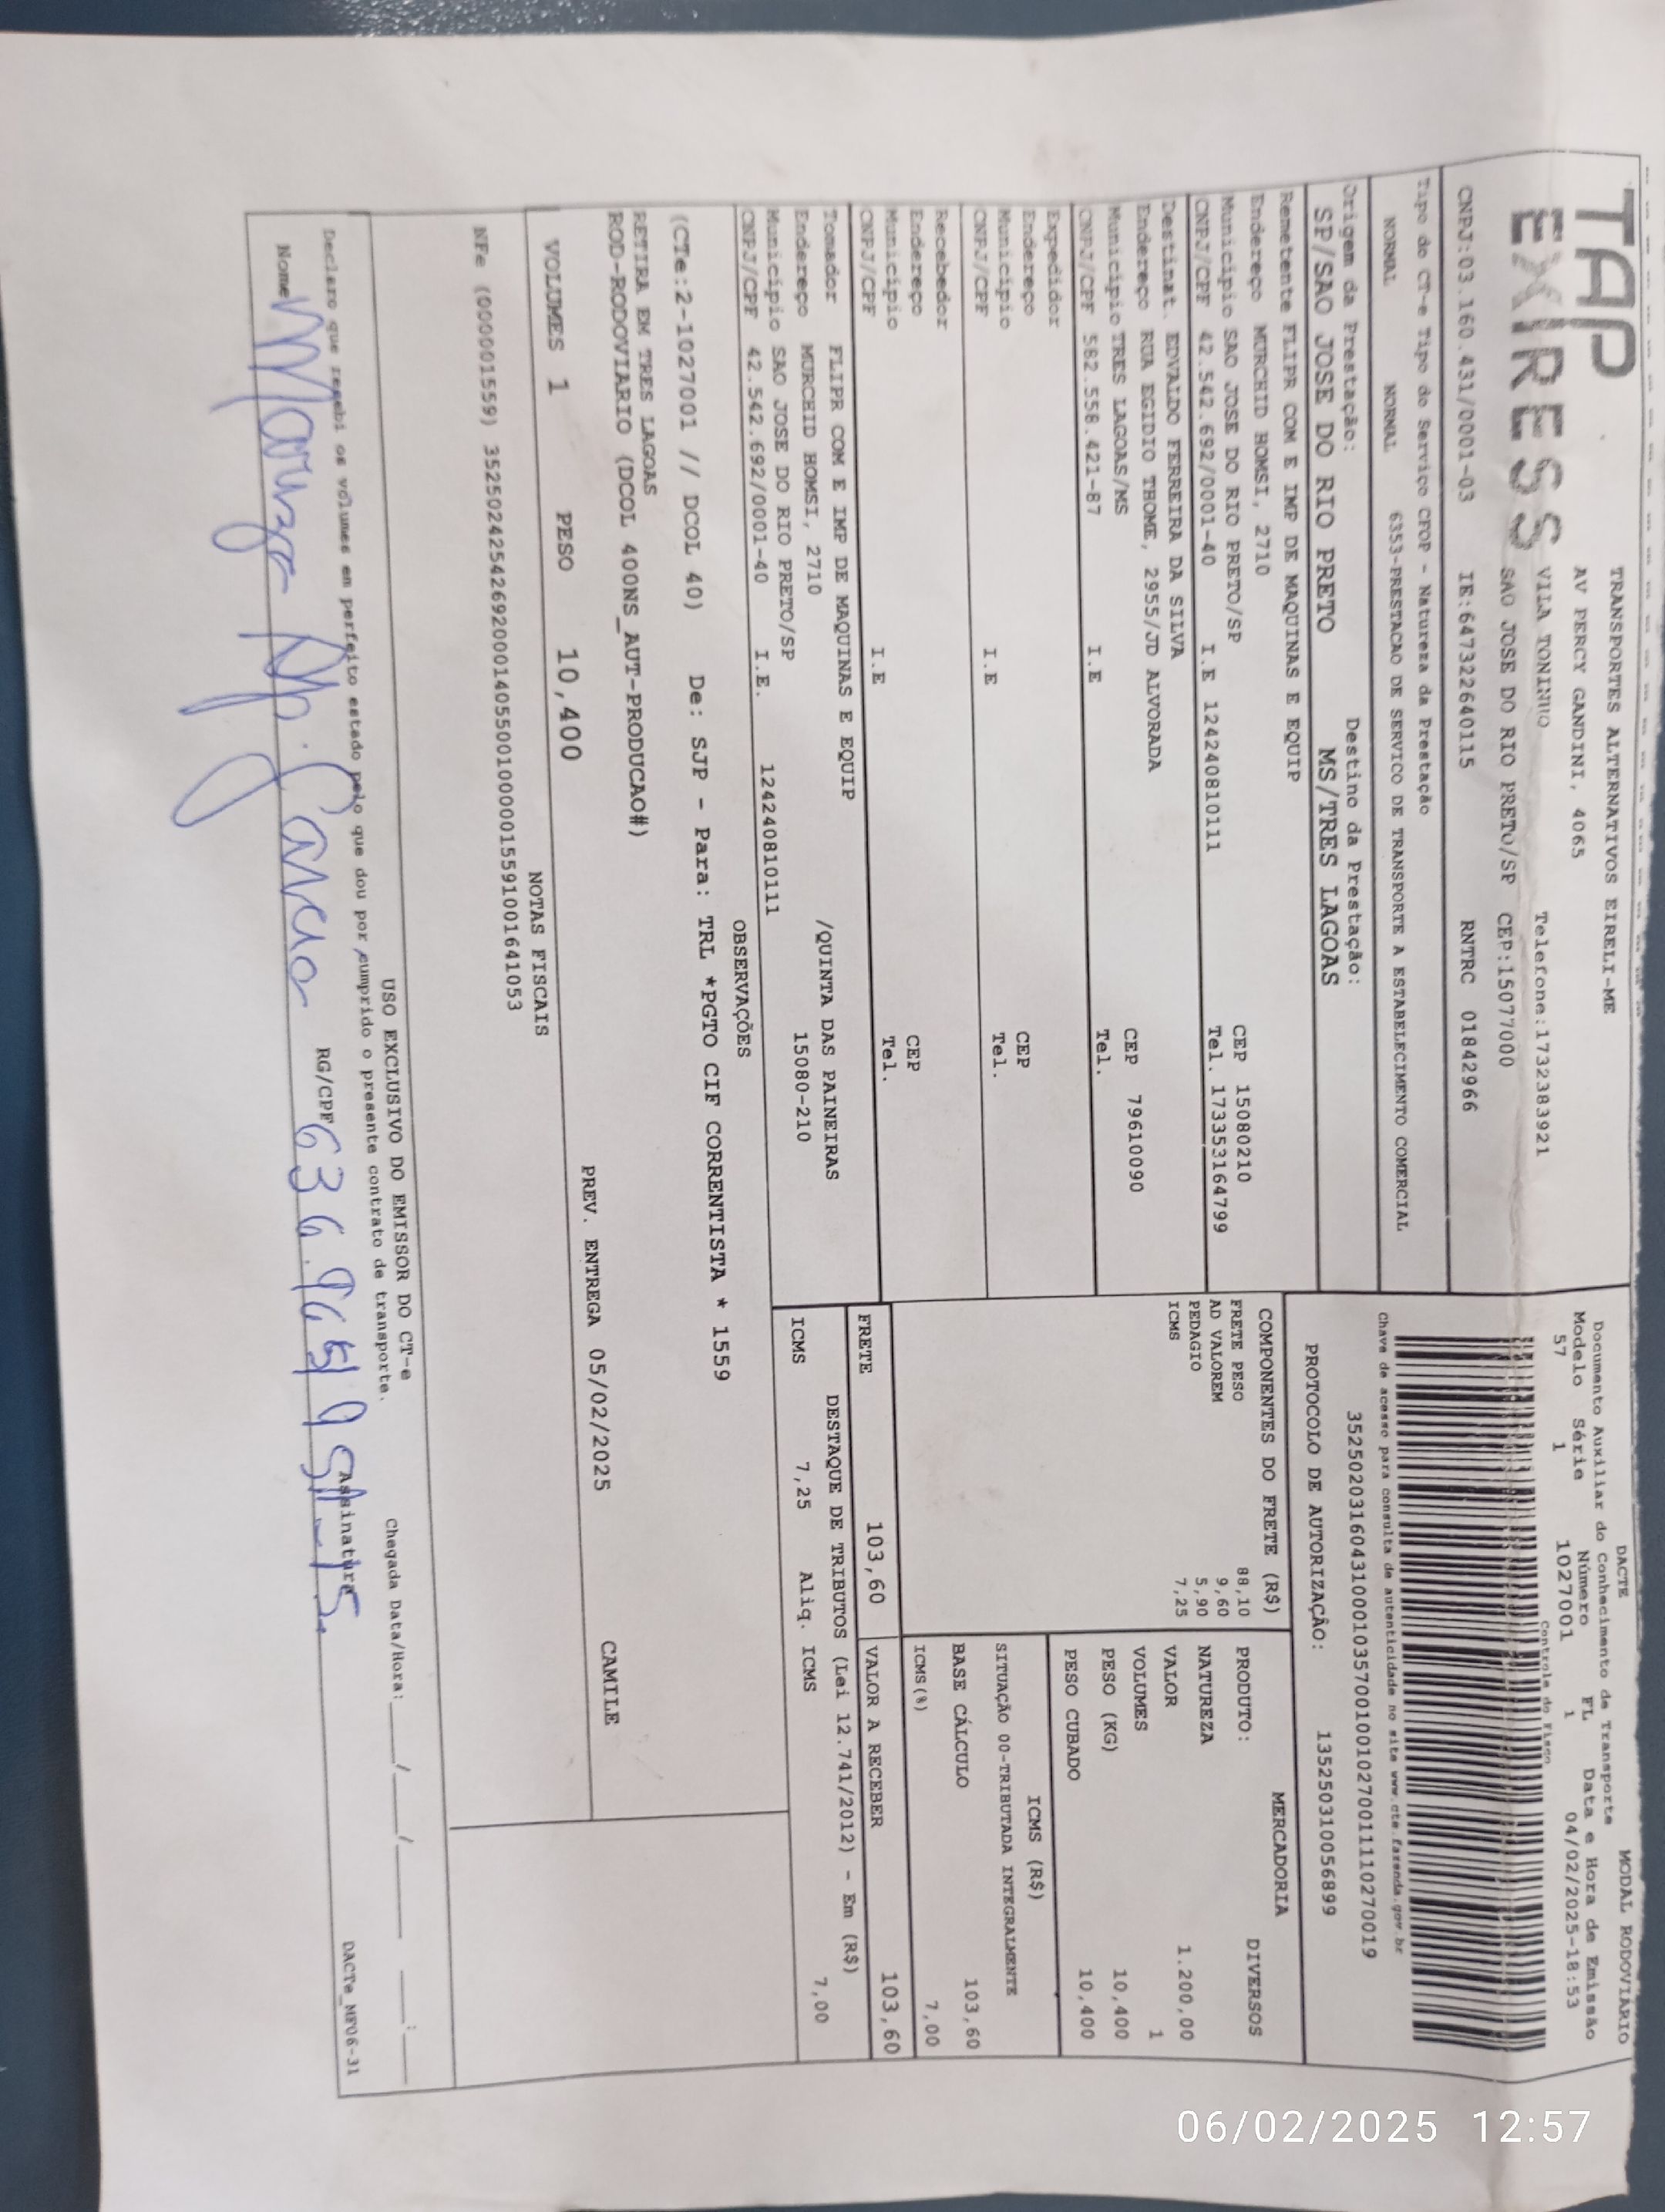 TAP
EXPRESS
TRANSPORTES ALTERNATIVOS EIRELI-ME
AV PERCY GANDINI, 4065
VILA TONINHO Telefone:1732383921
SAO JOSE DO RIO PRETO/SP CEP:15077000
CNPJ:03.160.431/0001-03 IE:647322640115 RNTRC 01842966
DACTE MODAL RODOVIÁRIO
Documento Auxiliar do Conhecimento de Transporte
Modelo Série Número FL Data e Hora de Emissão
57 1 1027001 1 04/02/2025-18:53
Controle do Fisco
Tipo do CT-e Tipo do Serviço CFOP - Natureza da Prestação
NORMAL NORMAL 6353-PRESTACAO DE SERVICO DE TRANSPORTE A ESTABELECIMENTO COMERCIAL
Chave de acesso para consulta de autenticidade no site www.cte.fazenda.gov.br
35250203160431000103570010010270011110270019
Origem da Prestação: Destino da Prestação:
SP/SAO JOSE DO RIO PRETO MS/TRES LAGOAS
PROTOCOLO DE AUTORIZAÇÃO: 135250310056899
Remetente FLIPR COM E IMP DE MAQUINAS E EQUIP
Endereço MURCHID HOMSI, 2710 CEP 15080210
Município SAO JOSE DO RIO PRETO/SP Tel. 173353164799
CNPJ/CPF 42.542.692/0001-40 I.E 124240810111
Destinat. EDVALDO FERREIRA DA SILVA
Endereço RUA EGIDIO THOME, 2955/JD ALVORADA
Município TRES LAGOAS/MS CEP 79610090
CNPJ/CPF 582.558.421-87 I.E Tel.
Expedidor
Endereço
Município CEP
CNPJ/CPF I.E Tel.
Recebedor
Endereço
Município CEP
CNPJ/CPF I.E Tel.
COMPONENTES DO FRETE (R$)
FRETE PESO 88,10
AD VALOREM 9,60
PEDAGIO 5,90
ICMS 7,25
MERCADORIA
PRODUTO: DIVERSOS
NATUREZA
VALOR 1.200,00
VOLUMES 1
PESO (KG) 10,400
PESO CUBADO 10,400
ICMS (R$)
SITUAÇÃO 00-TRIBUTADA INTEGRALMENTE
BASE CÁLCULO 103,60
ICMS(%) 7,00
FRETE 103,60 VALOR A RECEBER 103,60
Tomador FLIPR COM E IMP DE MAQUINAS E EQUIP
Endereço MURCHID HOMSI, 2710 /QUINTA DAS PAINEIRAS
Município SAO JOSE DO RIO PRETO/SP 15080-210
CNPJ/CPF 42.542.692/0001-40 I.E. 124240810111
DESTAQUE DE TRIBUTOS (Lei 12.741/2012) - Em (R$)
ICMS 7,25 Aliq. ICMS 7,00
OBSERVAÇÕES
(CTe:2-1027001 // DCOL 40) De: SJP - Para: TRL *PGTO CIF CORRENTISTA * 1559
RETIRA EM TRES LAGOAS
ROD-RODOVIARIO (DCOL 400NS_AUT-PRODUCAO#)
VOLUMES 1 PESO 10,400 PREV. ENTREGA 05/02/2025 CAMILE
NOTAS FISCAIS
NFe (000001559) 35250242542692000140550010000015591001641053
USO EXCLUSIVO DO EMISSOR DO CT-e
Declaro que recebi os volumes em perfeito estado pelo que dou por cumprido o presente contrato de transporte. Chegada Data/Hora:___/___/____ ___:___
Nome RG/CPF Assinatura
DACTe_MF06-31
06/02/2025 12:57